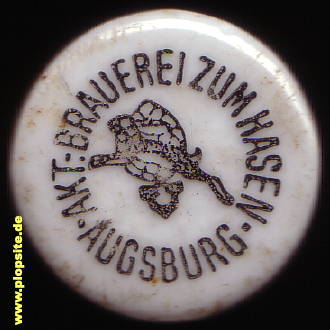 AKT: BRAUEREI ZUM HASEN.
·AUGSBURG·
www.plopsite.de